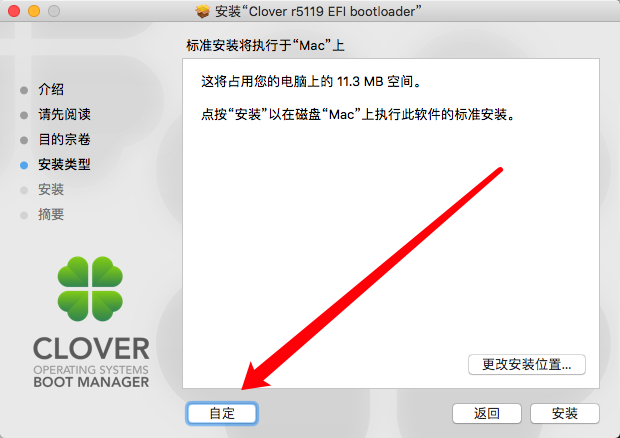 安装“Clover r5119 EFI bootloader”
标准安装将执行于“Mac”上
介绍
请先阅读
目的宗卷
安装类型
安装
摘要
这将占用您的电脑上的 11.3 MB 空间。
点按“安装”以在磁盘“Mac”上执行此软件的标准安装。
CLOVER
OPERATING SYSTEMS
BOOT MANAGER
更改安装位置...
自定
返回
安装